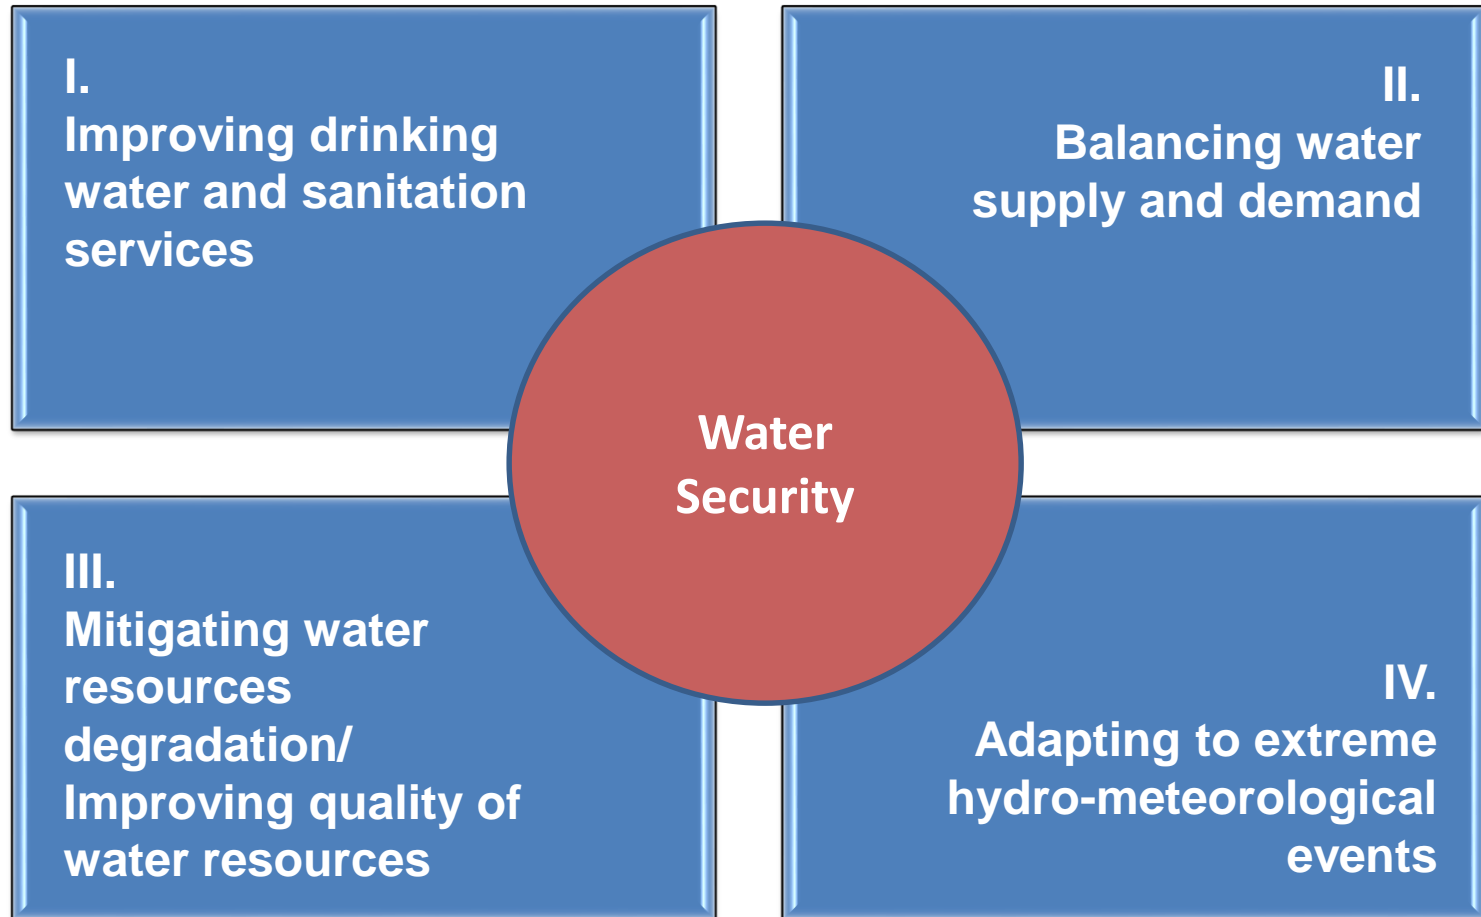 I.
Improving drinking
water and sanitation
services
II.
Balancing water
supply and demand
Water
Security
III.
Mitigating water
resources
degradation/
Improving quality of
water resources
IV.
Adapting to extreme
hydro-meteorological
events